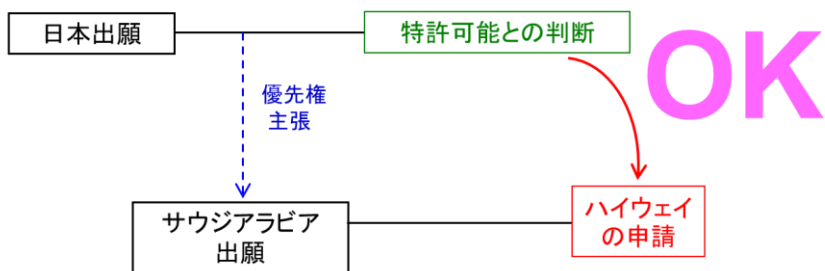 日本出願
特許可能との判断
OK
優先権
主張
サウジアラビア
出願
ハイウェイ
の申請